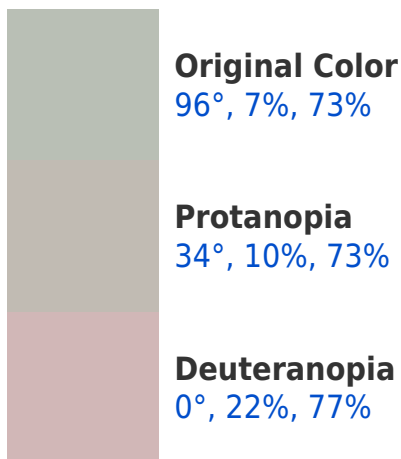 Original Color
96°, 7%, 73%
Protanopia
34°, 10%, 73%
Deuteranopia
0°, 22%, 77%